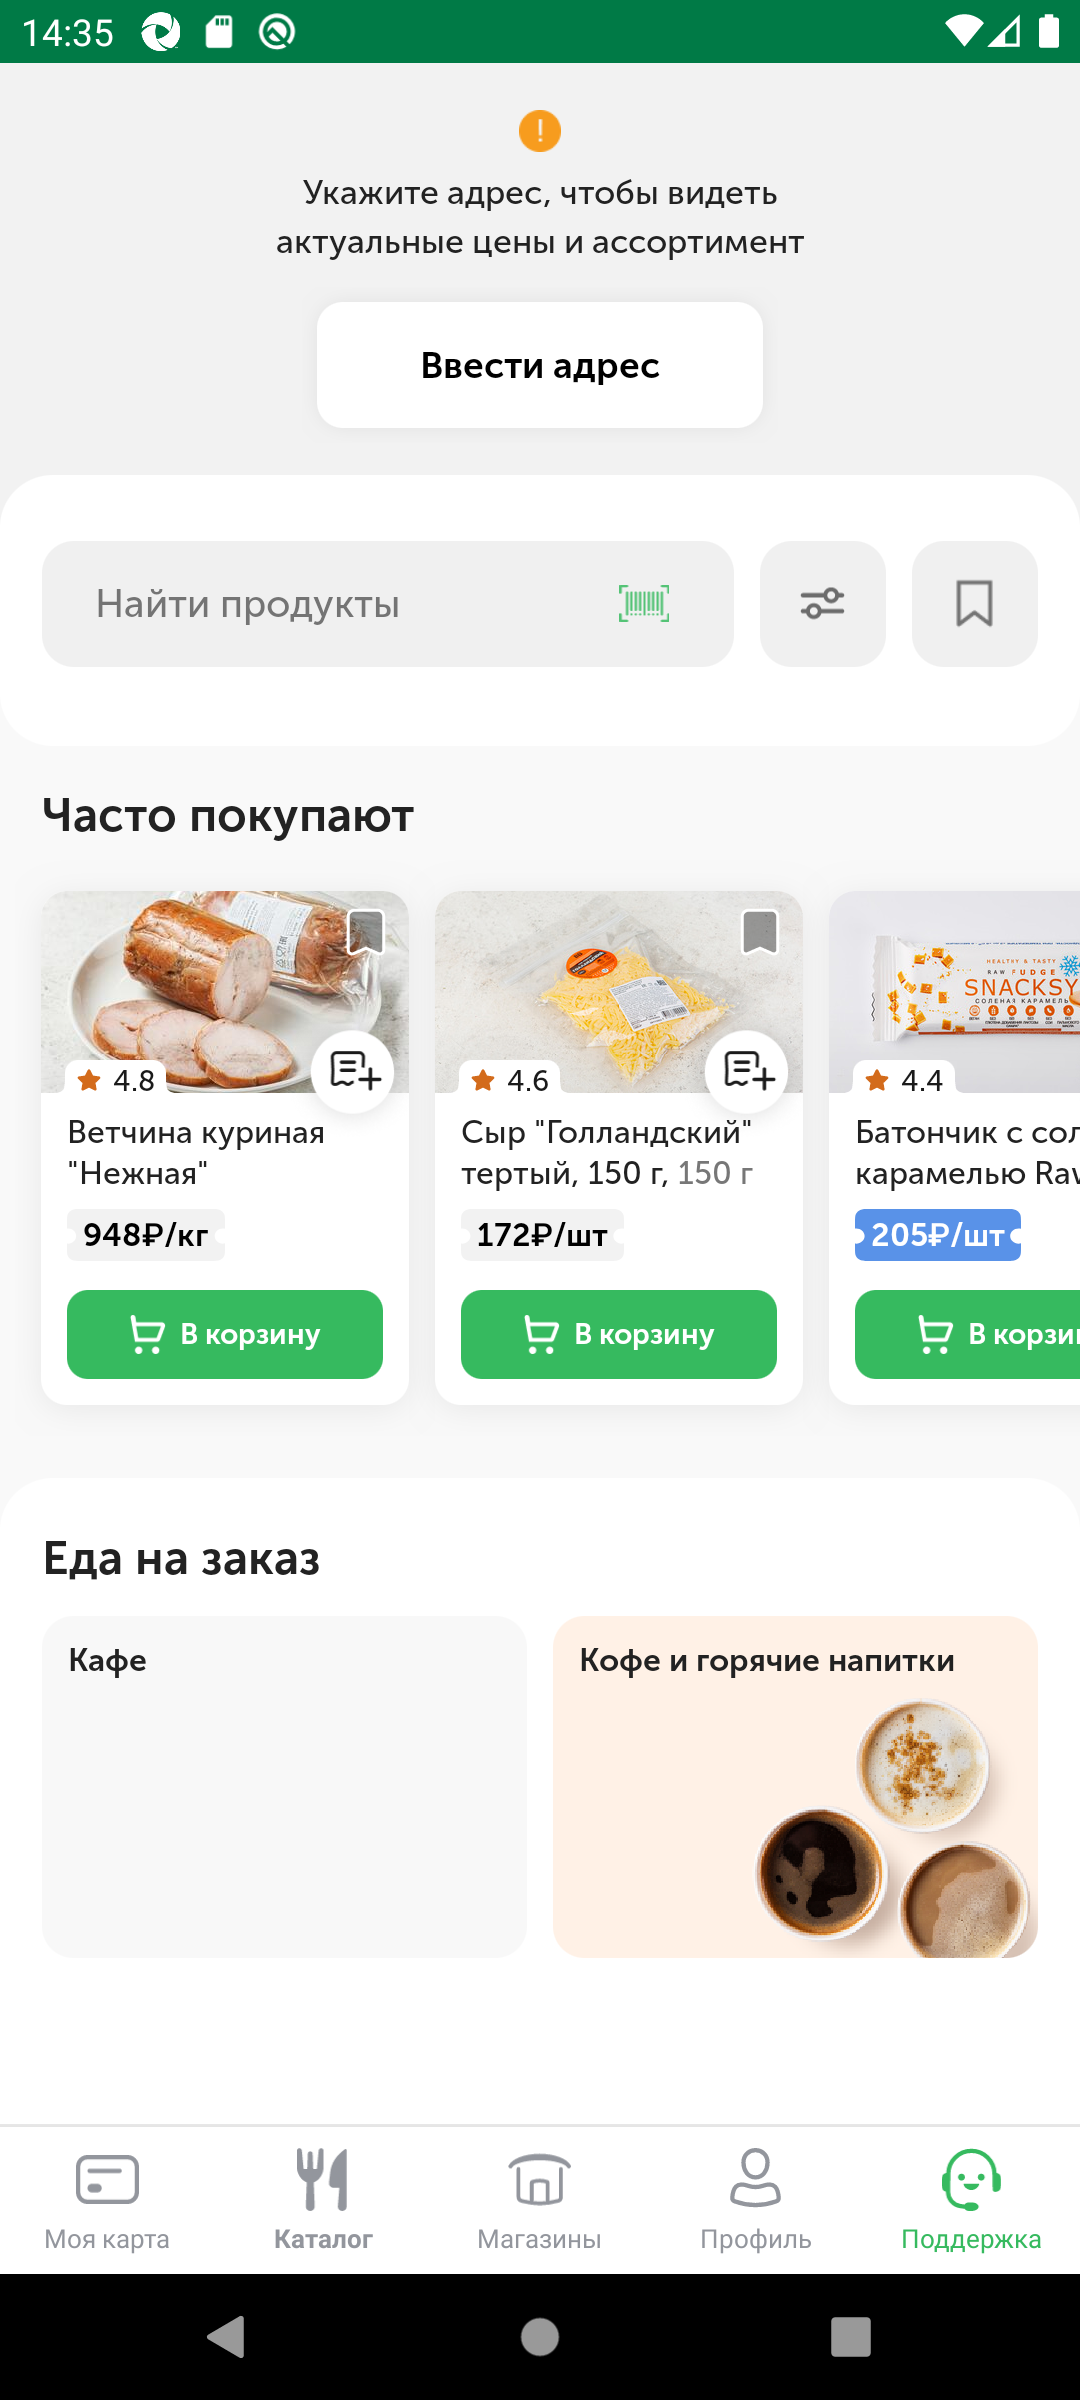 14:35
Укажите адрес, чтобы видеть
актуальные цены и ассортимент
Ввести адрес
Найти продукты
Часто покупают
HEALTHY & TASTY
RAW FUDGE
SNACKSY
СОЛЕНАЯ КАРАМЕЛЬ
4.8
4.6
4.4
Ветчина куриная
"Нежная"
Сыр "Голландский"
тертый, 150 г, 150 г
Батончик с сол
карамелью Raw
948₽/кг
172₽/шт
205₽/шт
В корзину
В корзину
В корзин
Еда на заказ
Кафе
Кофе и горячие напитки
Моя карта
Каталог
Магазины
Профиль
Поддержка